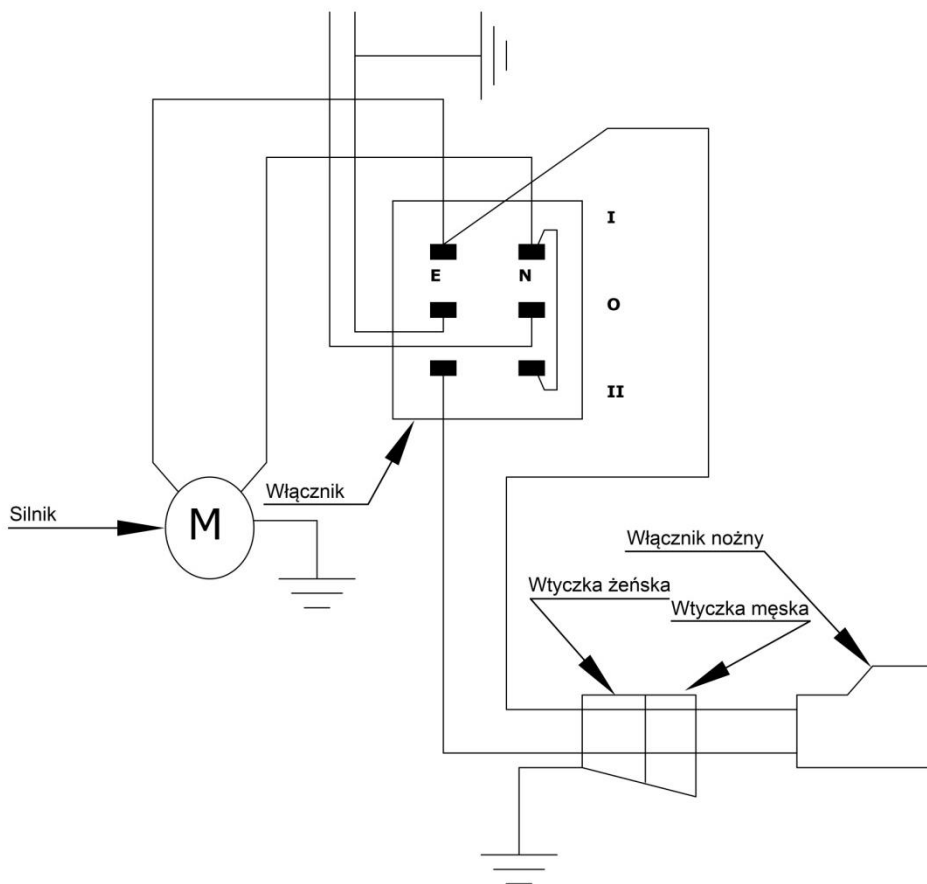 I
E
N
O
II
Włącznik
Silnik
M
Włącznik nożny
Wtyczka żeńska
Wtyczka męska